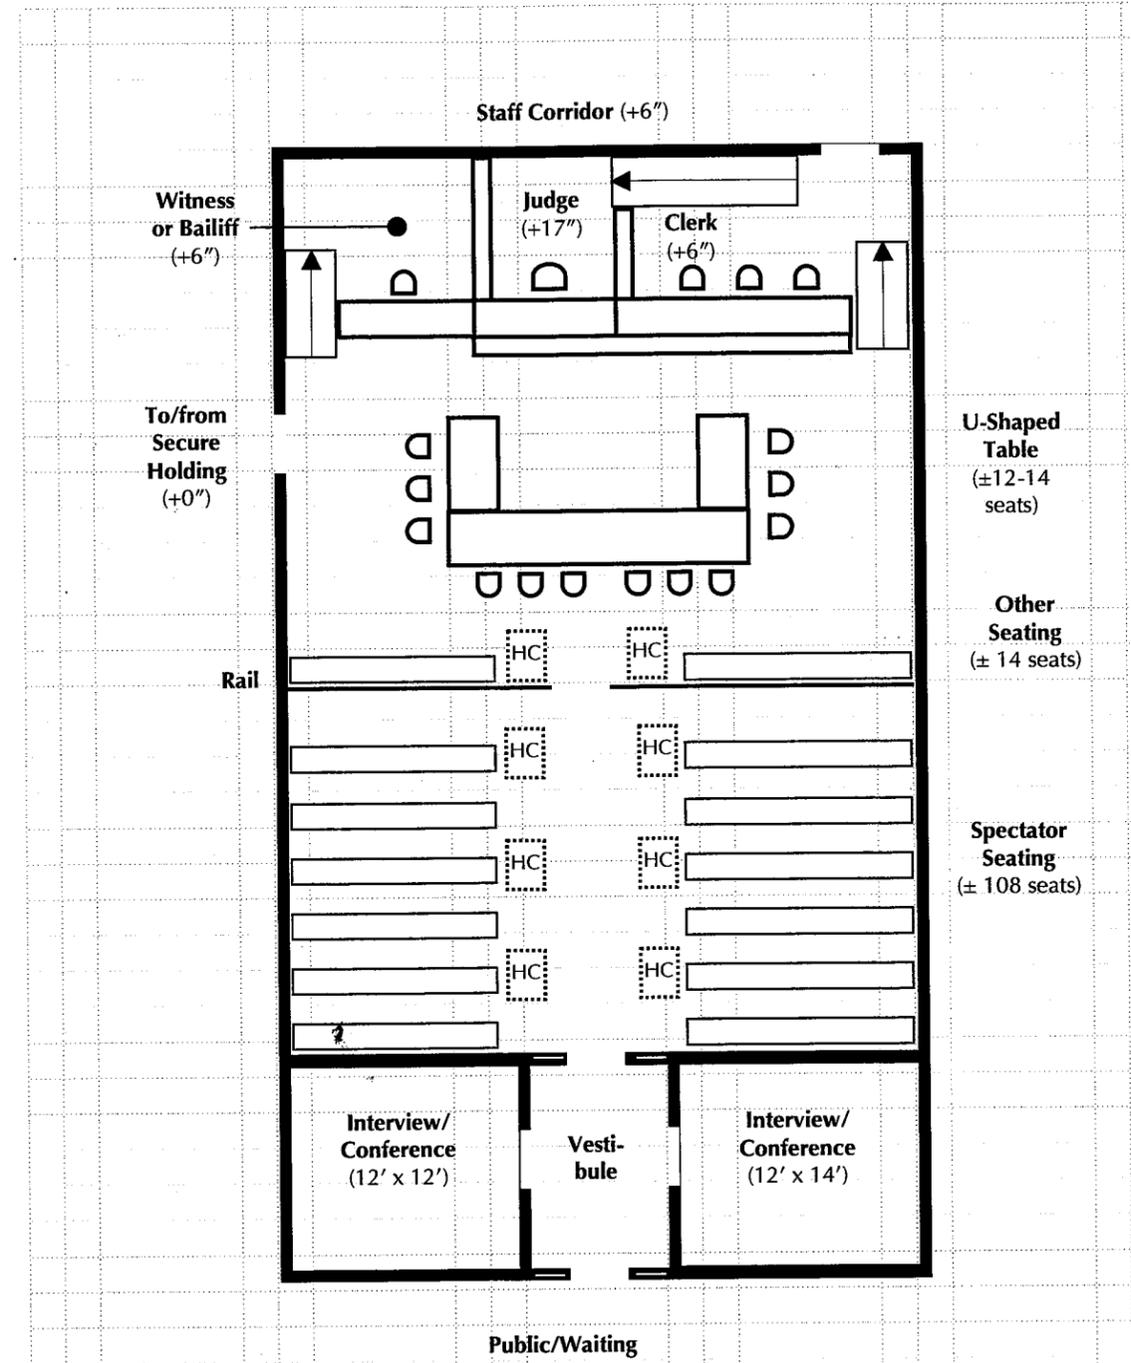 Staff Corridor (+6″)
Witness
or Bailiff
(+6″)
Judge
(+17″)
Clerk
(+6″)
To/from
Secure
Holding
(+0″)
U-Shaped
Table
(±12-14
seats)
Other
Seating
(± 14 seats)
HC
HC
Rail
HC
HC
Spectator
Seating
(± 108 seats)
HC
HC
HC
HC
Interview/
Conference
(12′ x 12′)
Vesti-
bule
Interview/
Conference
(12′ x 14′)
Public/Waiting